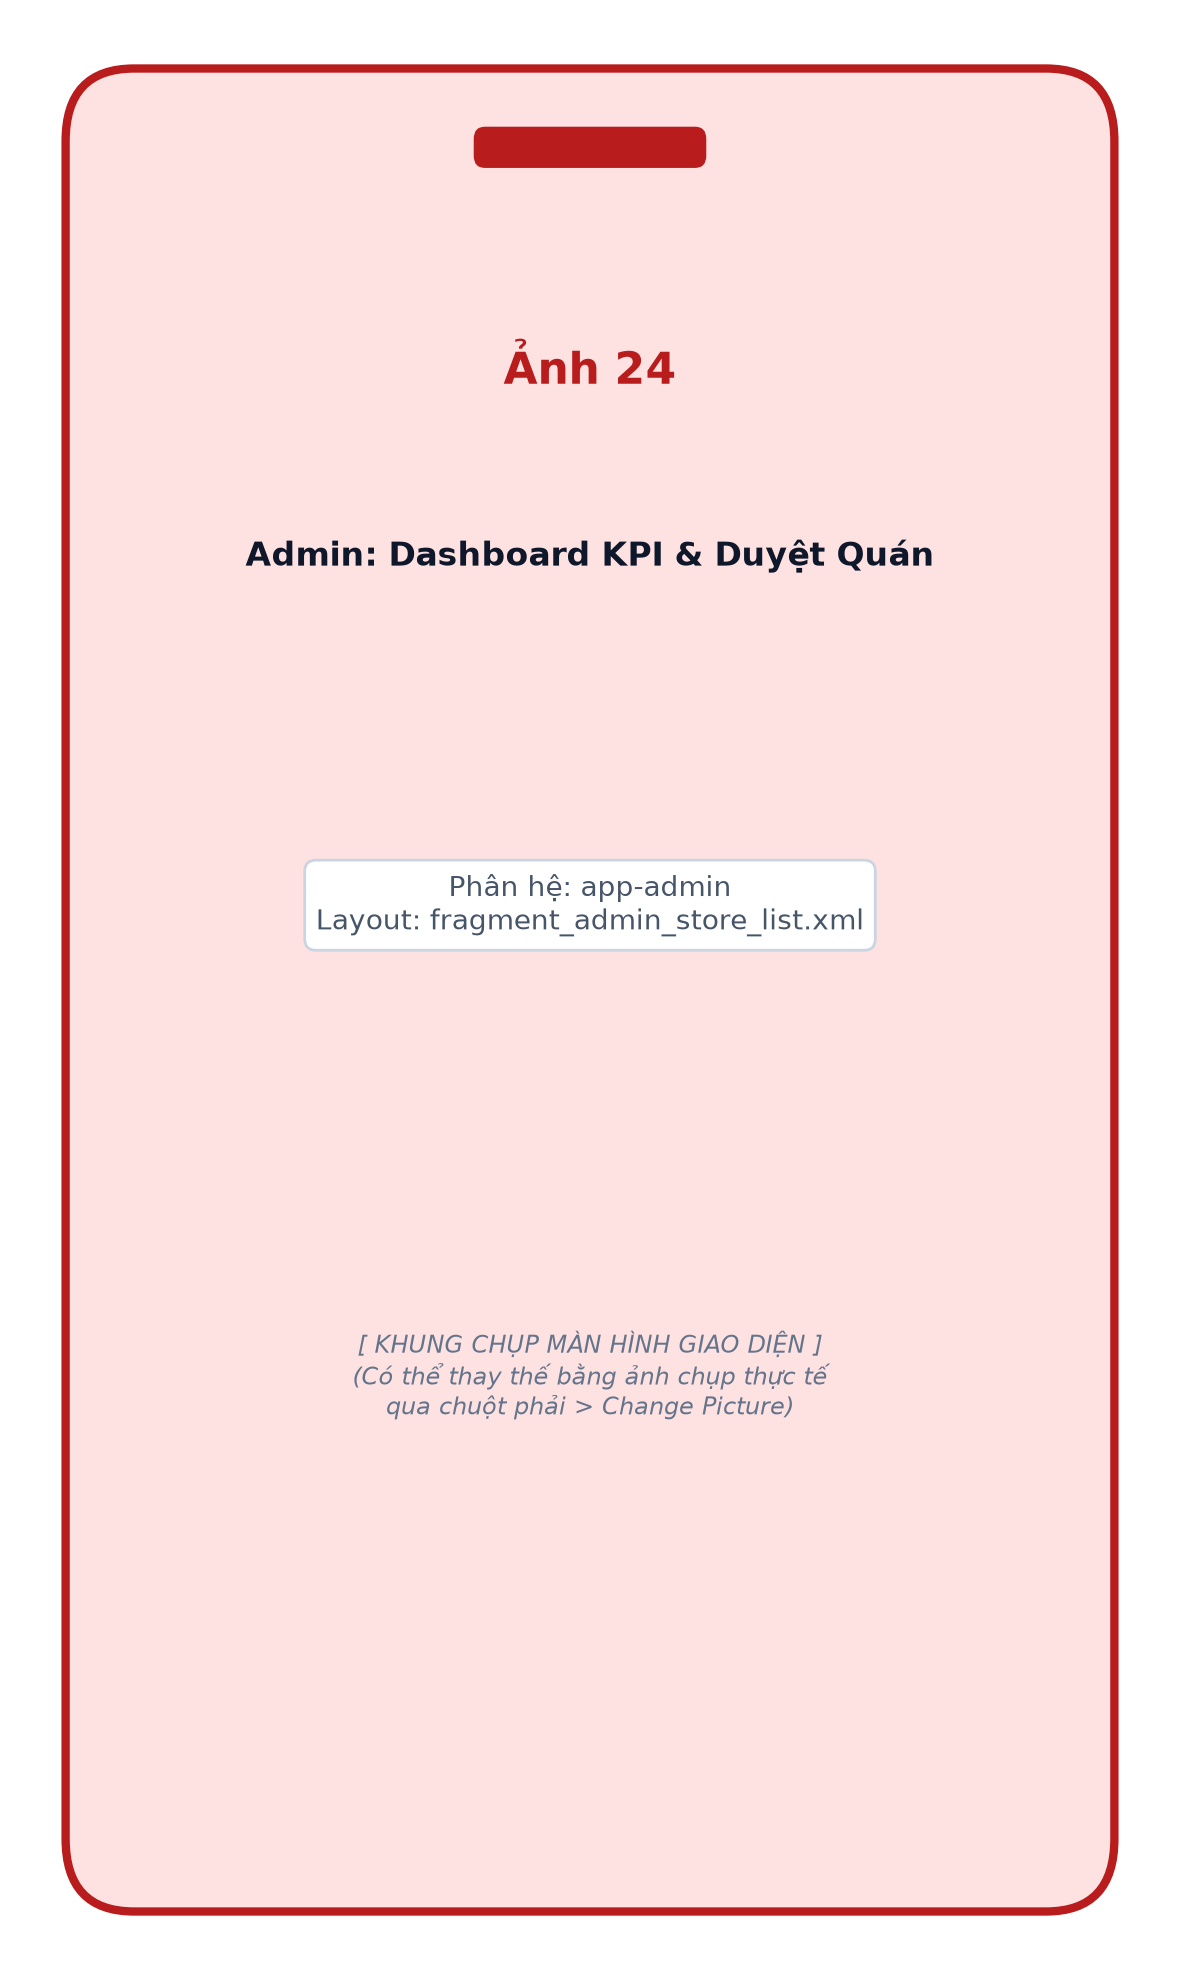 Ảnh 24
Admin: Dashboard KPI & Duyệt Quán
Phân hệ: app-admin
Layout: fragment_admin_store_list.xml
[ KHUNG CHỤP MÀN HÌNH GIAO DIỆN ]
(Có thể thay thế bằng ảnh chụp thực tế
qua chuột phải > Change Picture)